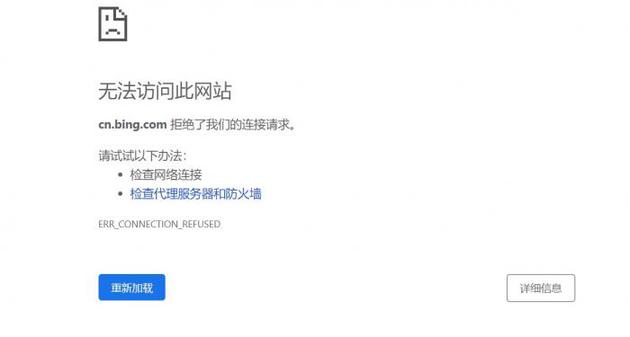 无法访问此网站
cn.bing.com 拒绝了我们的连接请求。
请试试以下办法：
• 检查网络连接
• 检查代理服务器和防火墙
ERR_CONNECTION_REFUSED
重新加载
详细信息